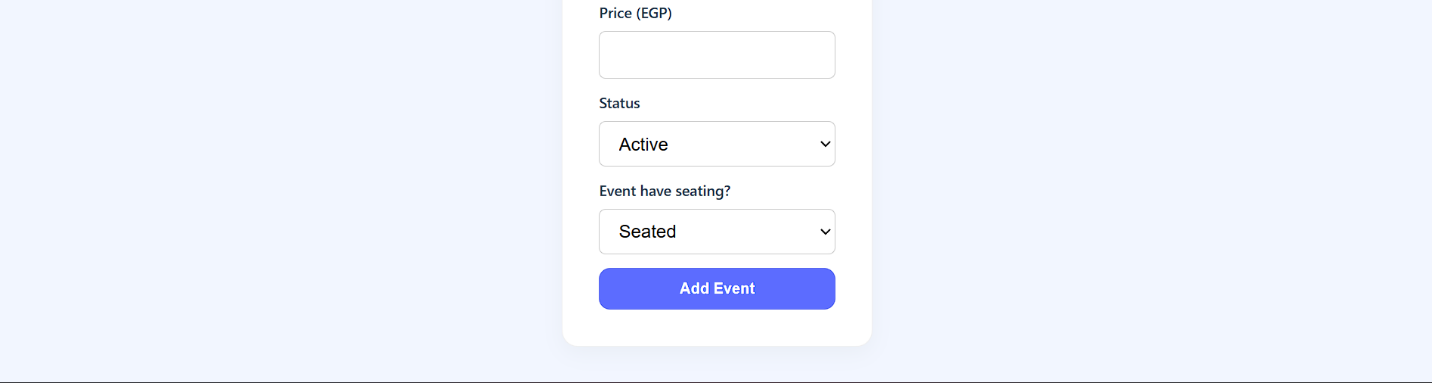 Price (EGP)
Status
Active
Event have seating?
Seated
Add Event